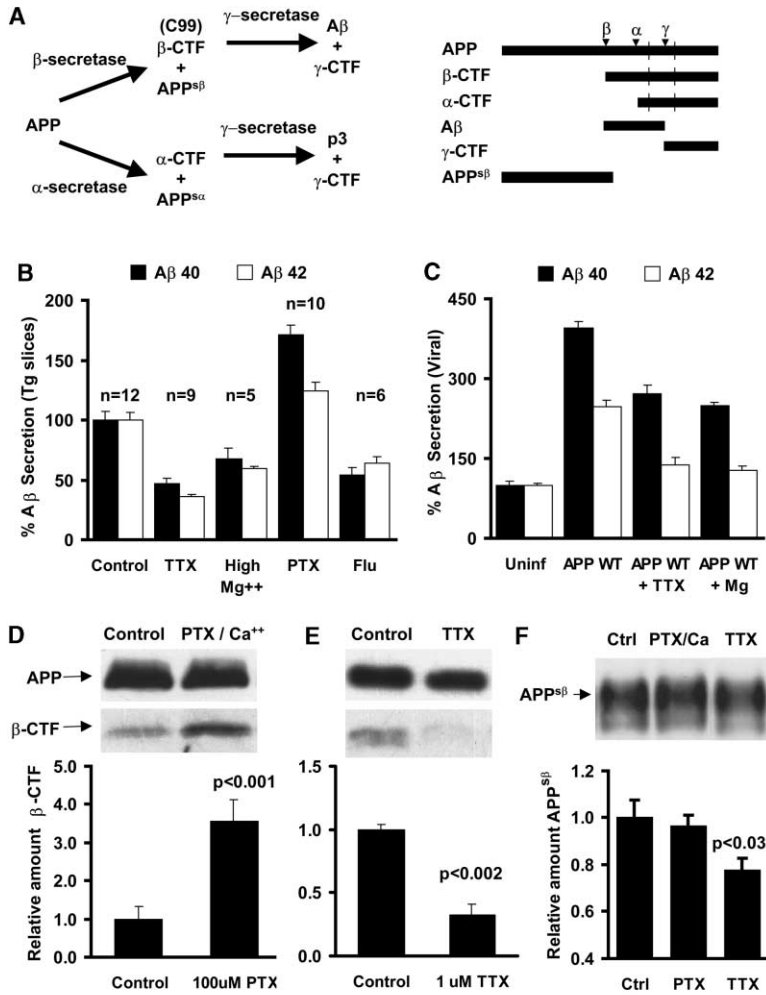 A
(C99)
β-CTF
+
APPsβ
γ–secretase
Aβ
+
γ-CTF
β-secretase
APP
α-secretase
α-CTF
+
APPsα
γ–secretase
p3
+
γ-CTF
β α γ
APP
β-CTF
α-CTF
Aβ
γ-CTF
APPsβ
B
Aβ 40 Aβ 42
% Aβ Secretion (Tg slices)
200
150
100
50
0
n=12 n=9 n=5 n=10 n=6
Control TTX High Mg++ PTX Flu
C
Aβ 40 Aβ 42
% Aβ Secretion (Viral)
450
300
150
0
Uninf APP WT APP WT + TTX APP WT + Mg
D
Control PTX / Ca++
APP
β-CTF
Relative amount β-CTF
5.0
4.0
3.0
2.0
1.0
0.0
p<0.001
Control 100uM PTX
E
Control TTX
1.5
1.0
0.5
0.0
p<0.002
Control 1 uM TTX
F
Ctrl PTX/Ca TTX
APPsβ
Relative amount APPsβ
1.2
1.0
0.8
0.6
0.4
p<0.03
Ctrl PTX TTX